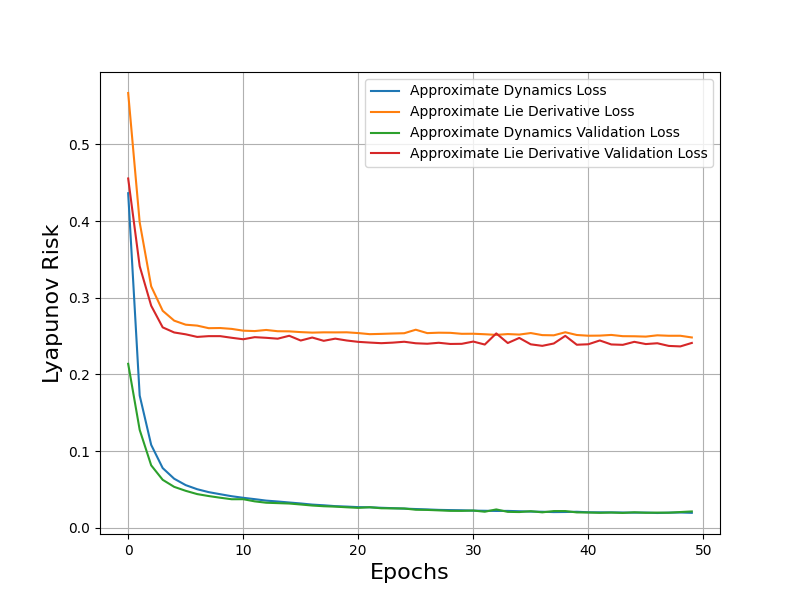 Approximate Dynamics Loss
Approximate Lie Derivative Loss
Approximate Dynamics Validation Loss
Approximate Lie Derivative Validation Loss
Lyapunov Risk
0.5
0.4
0.3
0.2
0.1
0.0
0 10 20 30 40 50
Epochs